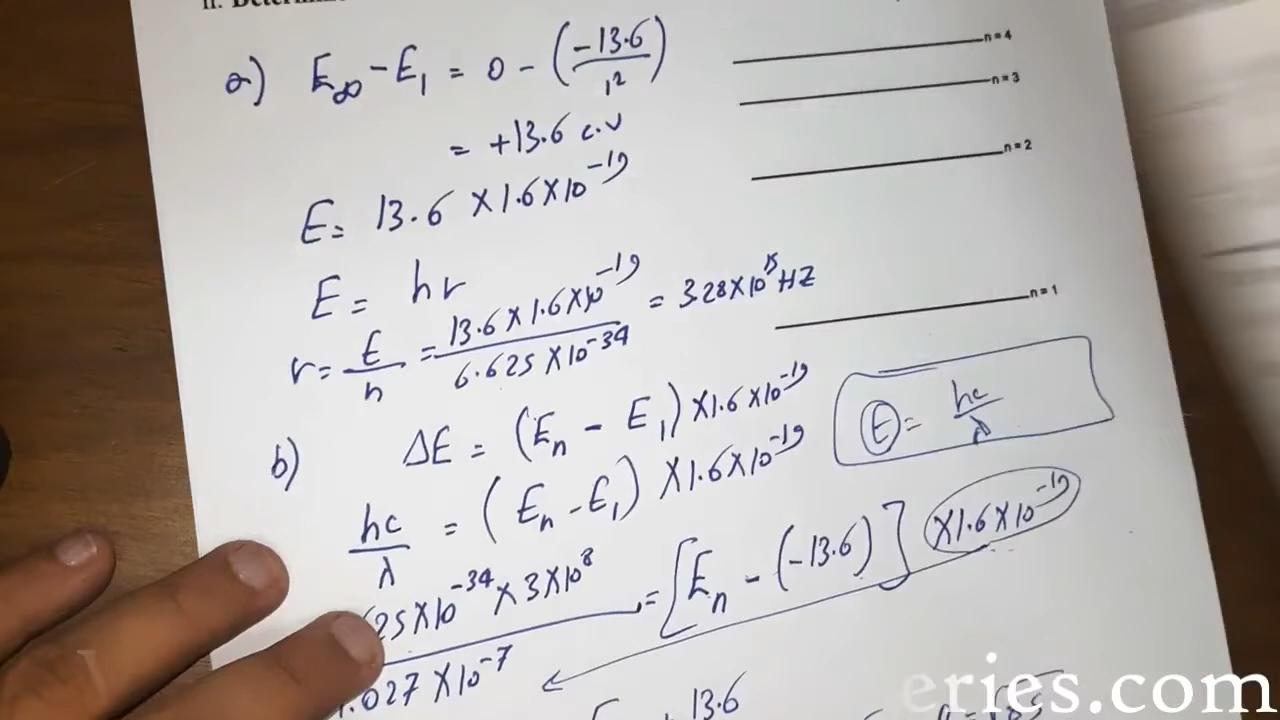 a) E∞ - E₁ = 0 - (-13.6 / 1²)
= +13.6 e.v
E = 13.6 × 1.6 × 10⁻¹⁹
E = hν
ν = E / h = 13.6 × 1.6 × 10⁻¹⁹ / 6.625 × 10⁻³⁴ = 3.28 × 10¹⁵ HZ
n = 4
n = 3
n = 2
n = 1
E = hc / λ
b) ΔE = (Eₙ - E₁) × 1.6 × 10⁻¹⁹
hc / λ = (Eₙ - E₁) × 1.6 × 10⁻¹⁹
25 × 10⁻³⁴ × 3 × 10⁸ / .027 × 10⁻⁷ = [Eₙ - (-13.6)] × 1.6 × 10⁻¹⁹
13.6
eries.com